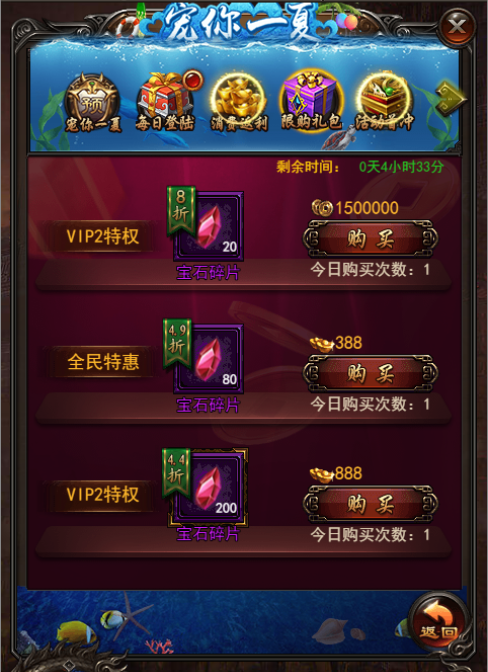 宠你一夏
预
宠你一夏 每日登陆 消费返利 限购礼包 活动首冲
剩余时间： 0天4小时33分
8折
VIP2特权
20
宝石碎片
1500000
购买
今日购买次数：1
4.9折
全民特惠
80
宝石碎片
388
购买
今日购买次数：1
4.4折
VIP2特权
200
宝石碎片
888
购买
今日购买次数：1
返回